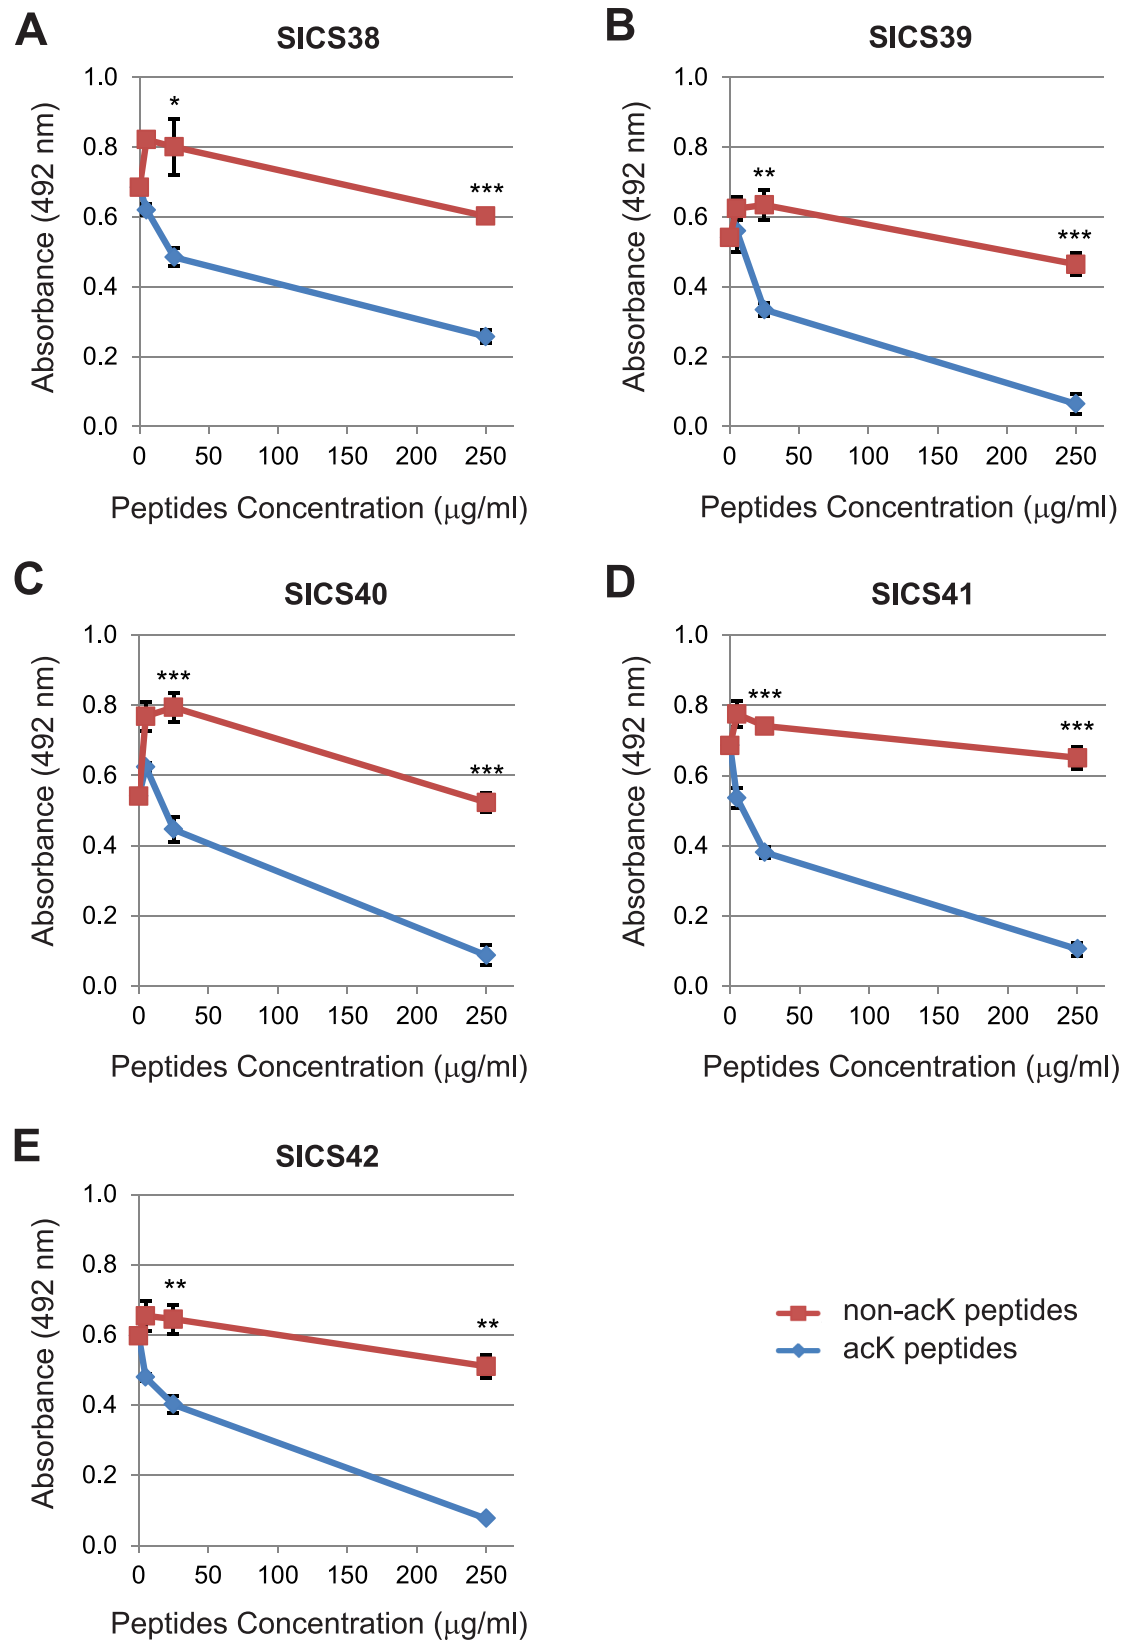 A
SICS38
Absorbance (492 nm)
1.0
0.8
0.6
0.4
0.2
0.0
*
***
0 50 100 150 200 250
Peptides Concentration (μg/ml)
B
SICS39
Absorbance (492 nm)
1.0
0.8
0.6
0.4
0.2
0.0
**
***
0 50 100 150 200 250
Peptides Concentration (μg/ml)
C
SICS40
Absorbance (492 nm)
1.0
0.8
0.6
0.4
0.2
0.0
***
***
0 50 100 150 200 250
Peptides Concentration (μg/ml)
D
SICS41
Absorbance (492 nm)
1.0
0.8
0.6
0.4
0.2
0.0
***
***
0 50 100 150 200 250
Peptides Concentration (μg/ml)
E
SICS42
Absorbance (492 nm)
1.0
0.8
0.6
0.4
0.2
0.0
**
**
0 50 100 150 200 250
Peptides Concentration (μg/ml)
non-acK peptides
acK peptides